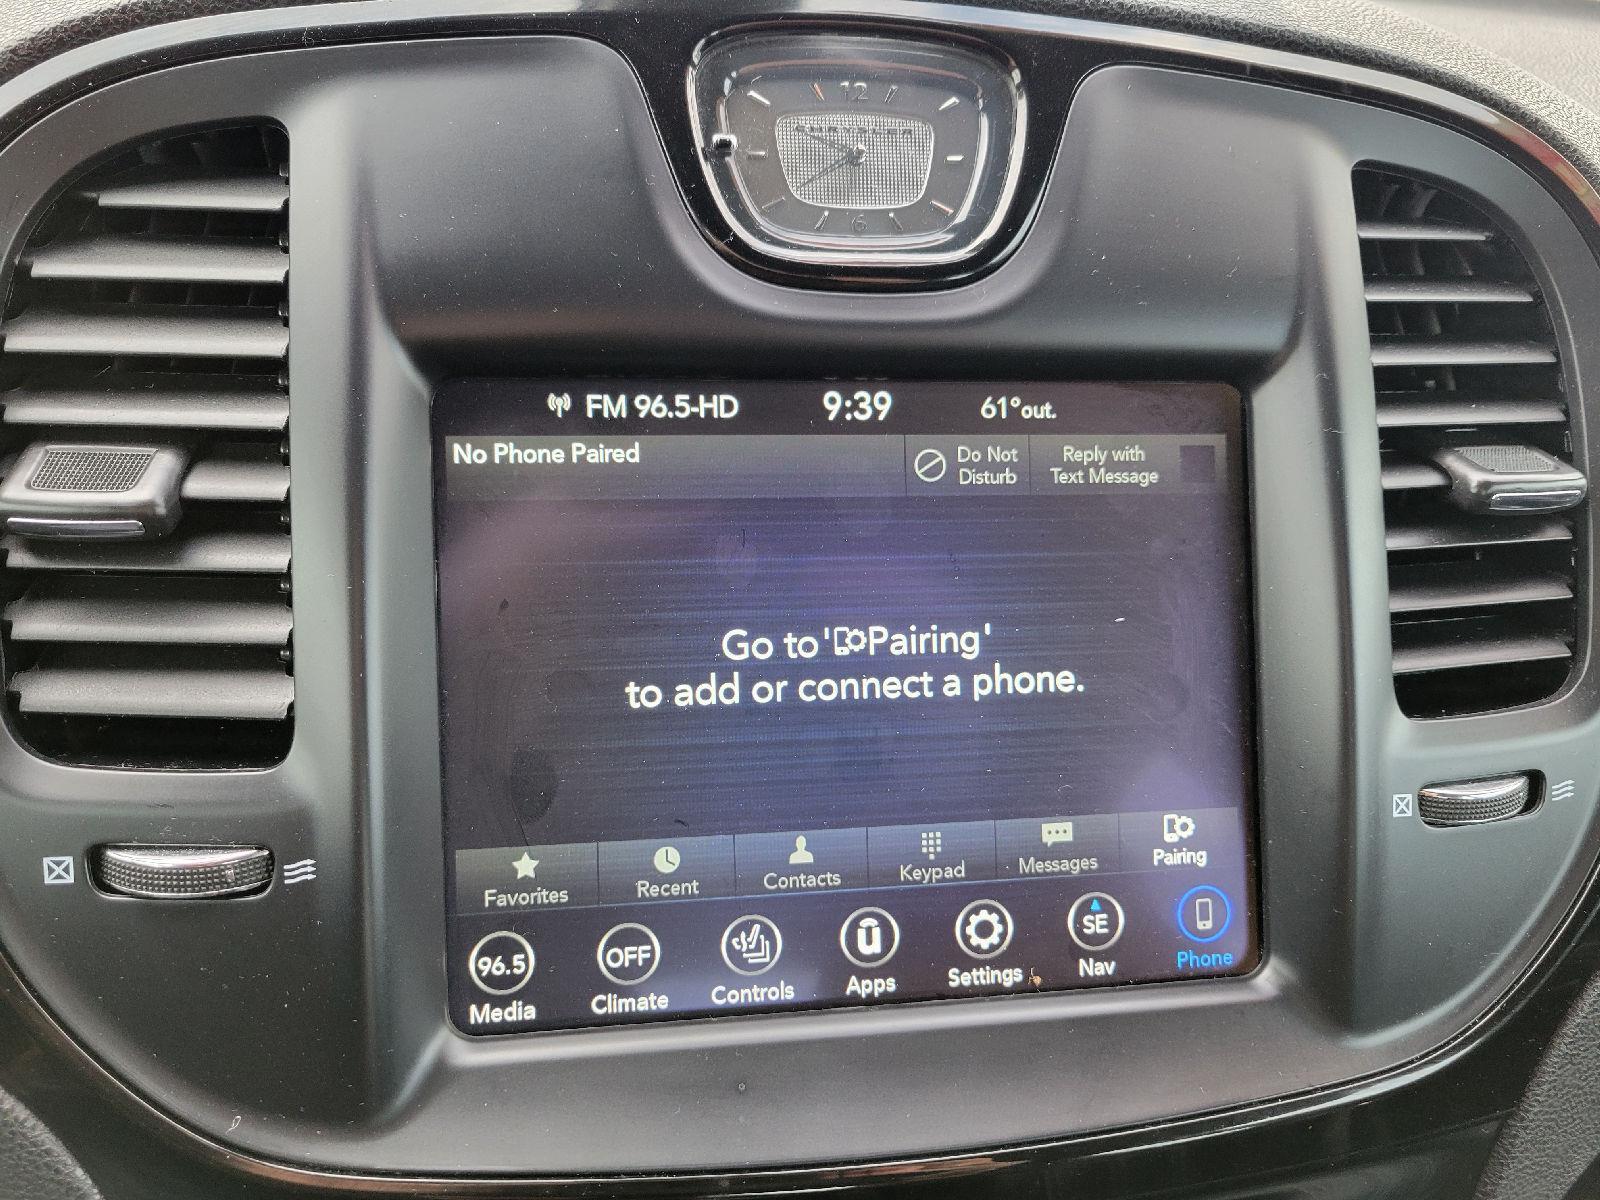 12
CHRYSLER
6
FM 96.5-HD 9:39 61°out.
No Phone Paired
Do Not
Disturb
Reply with
Text Message
Go to 'Pairing'
to add or connect a phone.
Favorites Recent Contacts Keypad Messages Pairing
96.5 OFF SE
Media Climate Controls Apps Settings Nav Phone